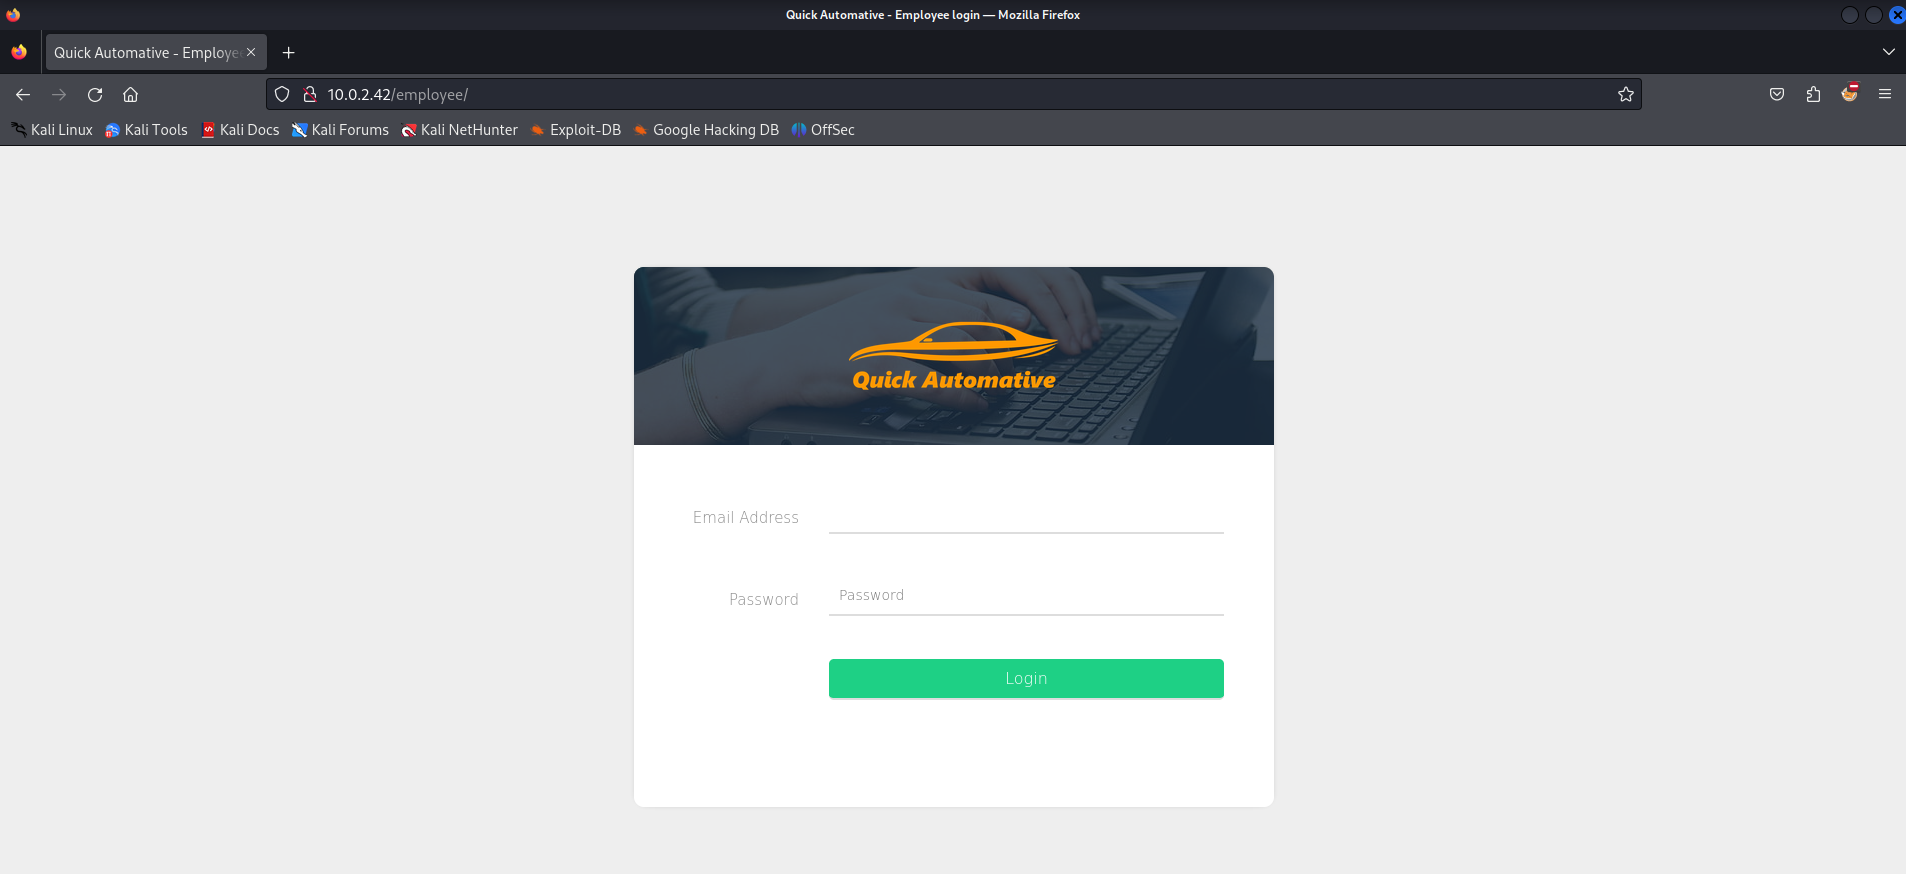 Quick Automative - Employee login — Mozilla Firefox
Quick Automative - Employe
10.0.2.42/employee/
Kali Linux Kali Tools Kali Docs Kali Forums Kali NetHunter Exploit-DB Google Hacking DB OffSec
Quick Automative
Email Address
Password Password
Login